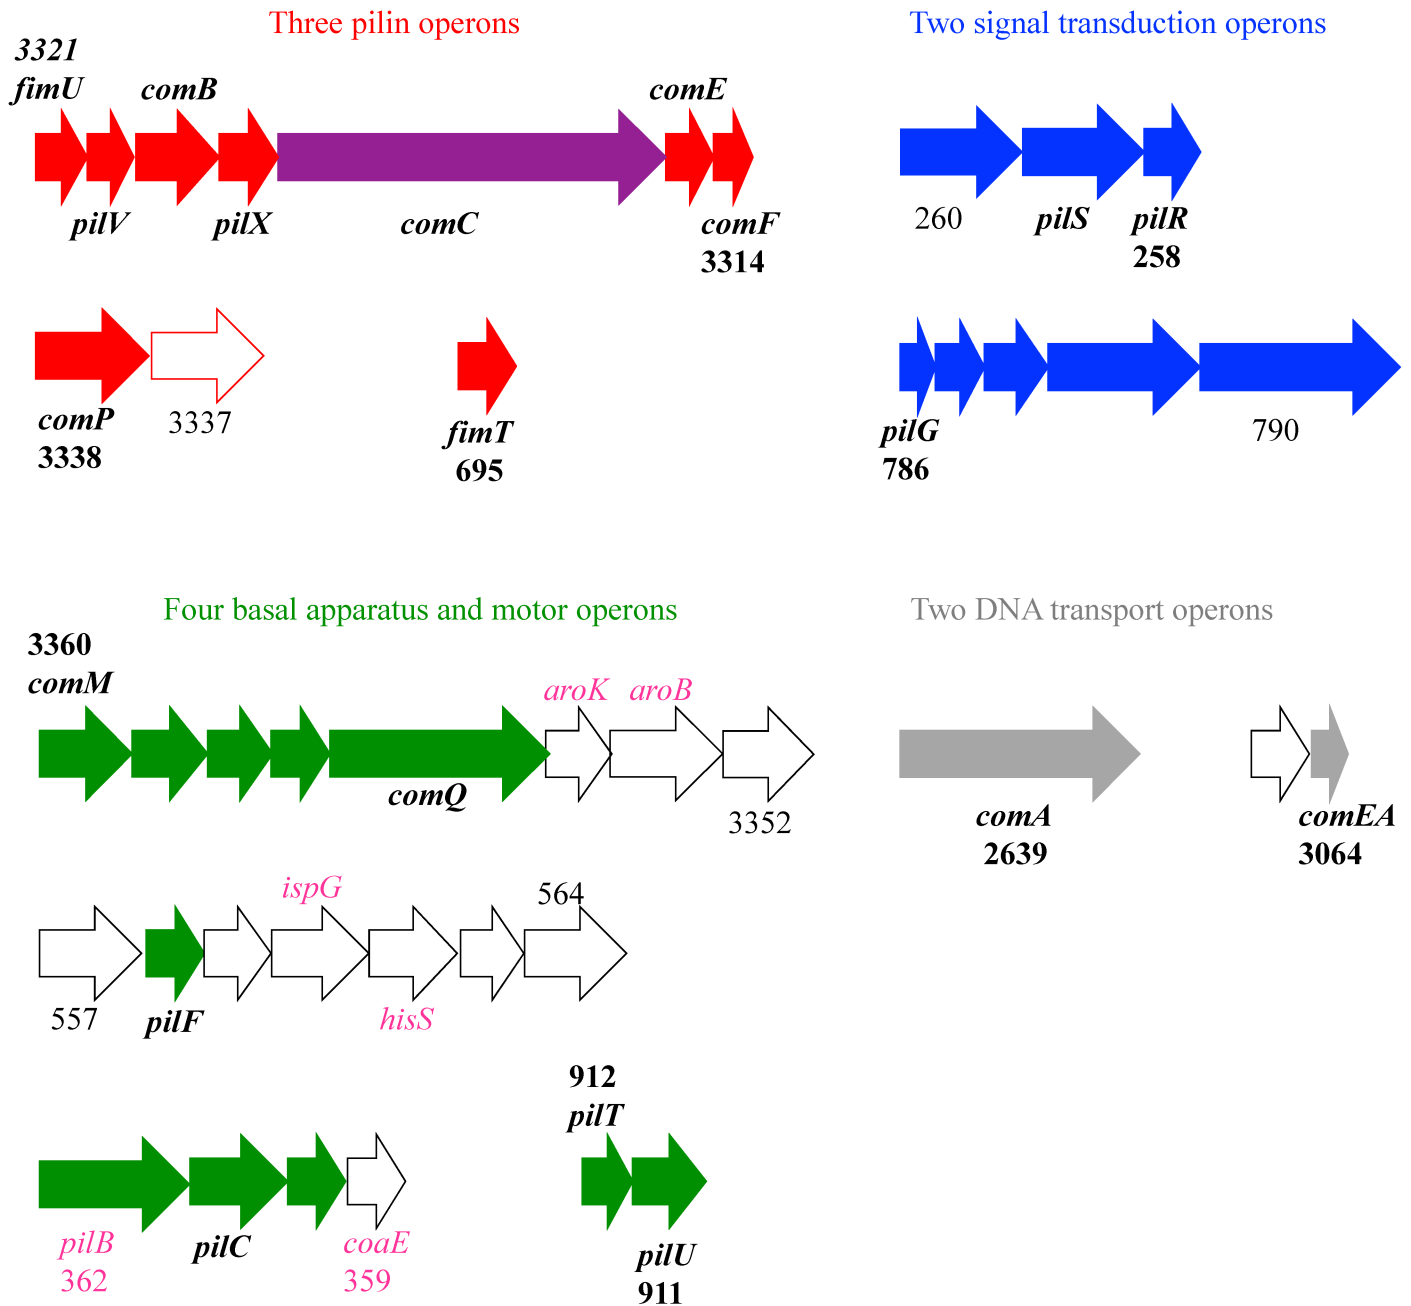 Three pilin operons
3321
fimU
comB
comE
pilV
pilX
comC
comF
3314
comP
3338
3337
fimT
695
Two signal transduction operons
260
pilS
pilR
258
pilG
786
790
Four basal apparatus and motor operons
3360
comM
aroK
aroB
comQ
3352
ispG
564
557
pilF
hisS
912
pilT
pilB
362
pilC
coaE
359
pilU
911
Two DNA transport operons
comA
2639
comEA
3064